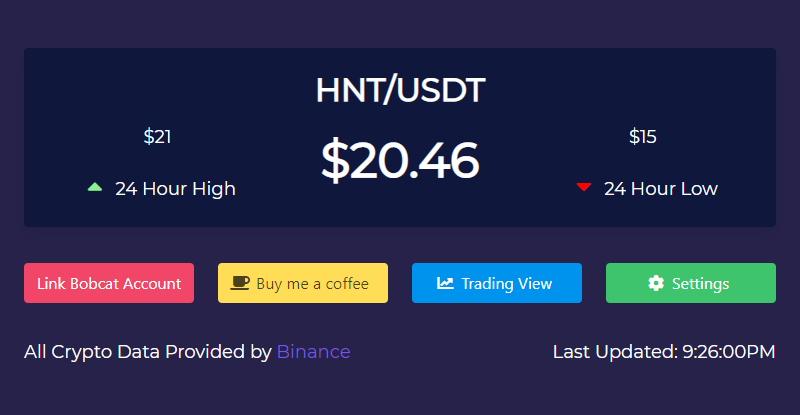 HNT/USDT
$21
$20.46
$15
24 Hour High
24 Hour Low
Link Bobcat Account
Buy me a coffee
Trading View
Settings
All Crypto Data Provided by Binance
Last Updated: 9:26:00PM